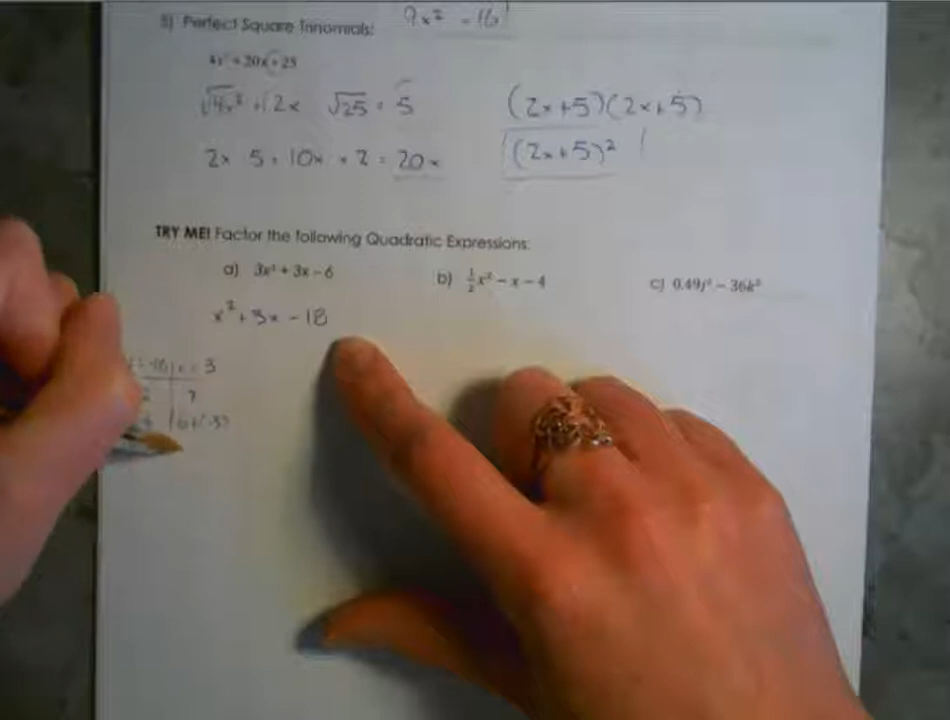 9x² - 16
5) Perfect Square Trinomials:
4x² + 20x + 25
√4x² 2x √25 = 5 (2x+5)(2x+5)
2x 5 = 10x × 2 = 20x (2x+5)²
TRY ME! Factor the following Quadratic Expressions:
a) 3x² + 3x - 6 b) ½x² - x - 4 c) 0.49j² - 36k²
x² + 3x - 18
3